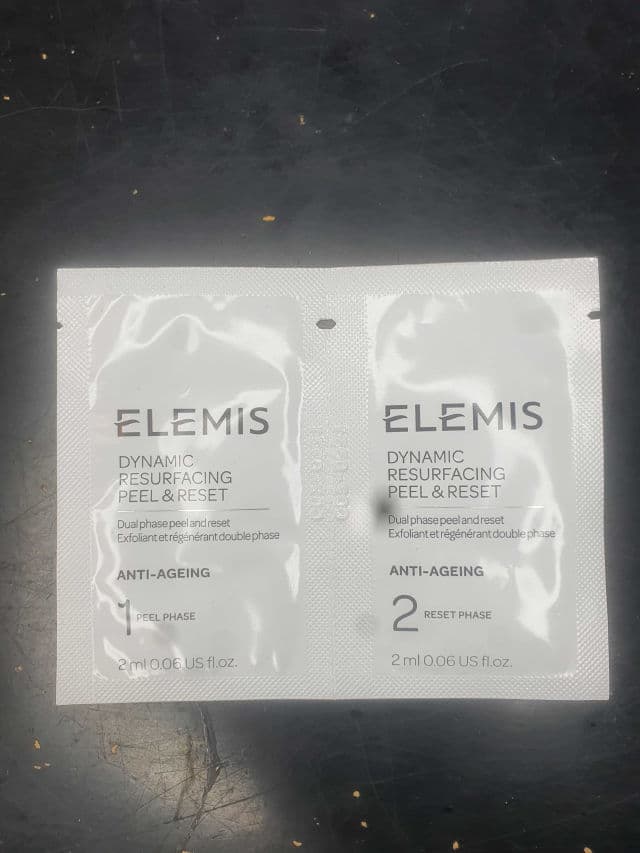 ELEMIS
DYNAMIC
RESURFACING
PEEL & RESET
Dual phase peel and reset
Exfoliant et régénérant double phase
ANTI-AGEING
1 PEEL PHASE
2 ml 0.06 US fl.oz.
ELEMIS
DYNAMIC
RESURFACING
PEEL & RESET
Dual phase peel and reset
Exfoliant et régénérant double phase
ANTI-AGEING
2 RESET PHASE
2 ml 0.06 US fl.oz.